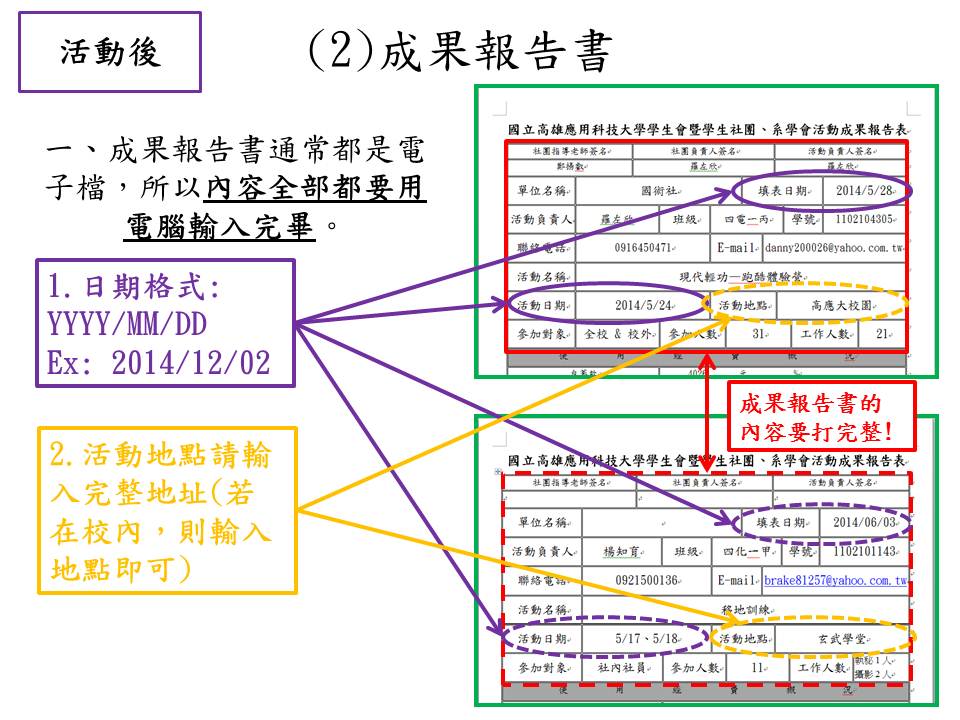 活動後
(2)成果報告書
一、成果報告書通常都是電
子檔，所以內容全部都要用
電腦輸入完畢。
1.日期格式:
YYYY/MM/DD
Ex: 2014/12/02
2.活動地點請輸
入完整地址(若
在校內，則輸入
地點即可)
國立高雄應用科技大學學生會暨學生社團、系學會活動成果報告表
社團指導老師簽名 社團負責人簽名 活動負責人簽名
羅左欣 羅左欣
單位名稱 國術社 填表日期 2014/5/28
活動負責人 羅左欣 班級 四電一丙 學號 1102104305
聯絡電話 0916450471 E-mail danny200026@yahoo.com.tw
活動名稱 現代輕功—跑酷體驗營
活動日期 2014/5/24 活動地點 高應大校園
參加對象 全校 & 校外 參加人數 31 工作人數 21
使 用 經 費 概 況
成果報告書的
內容要打完整!
國立高雄應用科技大學學生會暨學生社團、系學會活動成果報告表
社團指導老師簽名 社團負責人簽名 活動負責人簽名
單位名稱 填表日期 2014/06/03
活動負責人 楊知育 班級 四化一甲 學號 1102101143
聯絡電話 0921500136 E-mail brake81257@yahoo.com.tw
活動名稱 移地訓練
活動日期 5/17、5/18 活動地點 玄武學堂
參加對象 社內社員 參加人數 11 工作人數 執秘1人
攝影2人
使 用 經 費 概 況